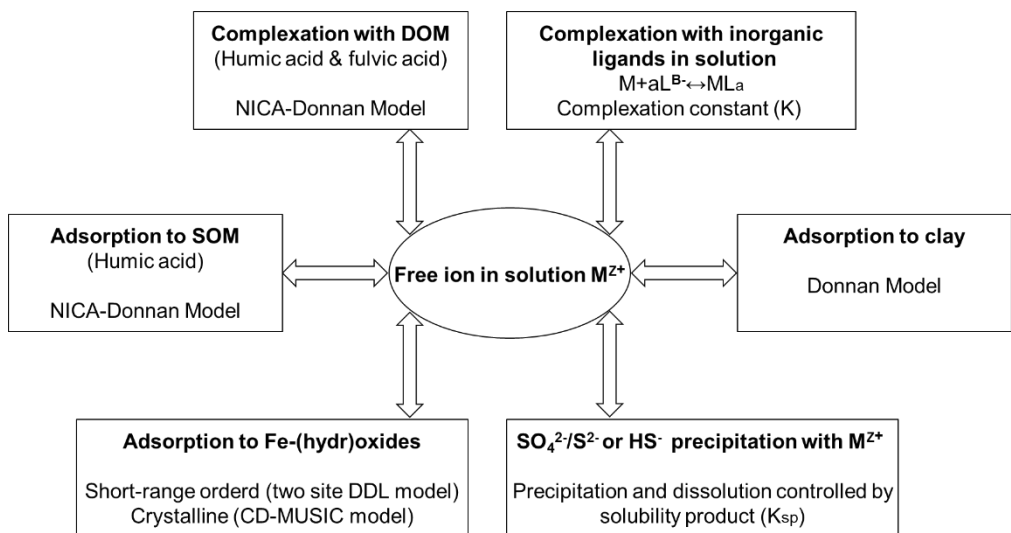 Complexation with DOM
(Humic acid & fulvic acid)
NICA-Donnan Model
Complexation with inorganic
ligands in solution
M+aLᴮ⁻↔MLₐ
Complexation constant (K)
Adsorption to SOM
(Humic acid)
NICA-Donnan Model
Free ion in solution Mᶻ⁺
Adsorption to clay
Donnan Model
Adsorption to Fe-(hydr)oxides
Short-range orderd (two site DDL model)
Crystalline (CD-MUSIC model)
SO₄²⁻/S²⁻ or HS⁻ precipitation with Mᶻ⁺
Precipitation and dissolution controlled by
solubility product (Ksp)